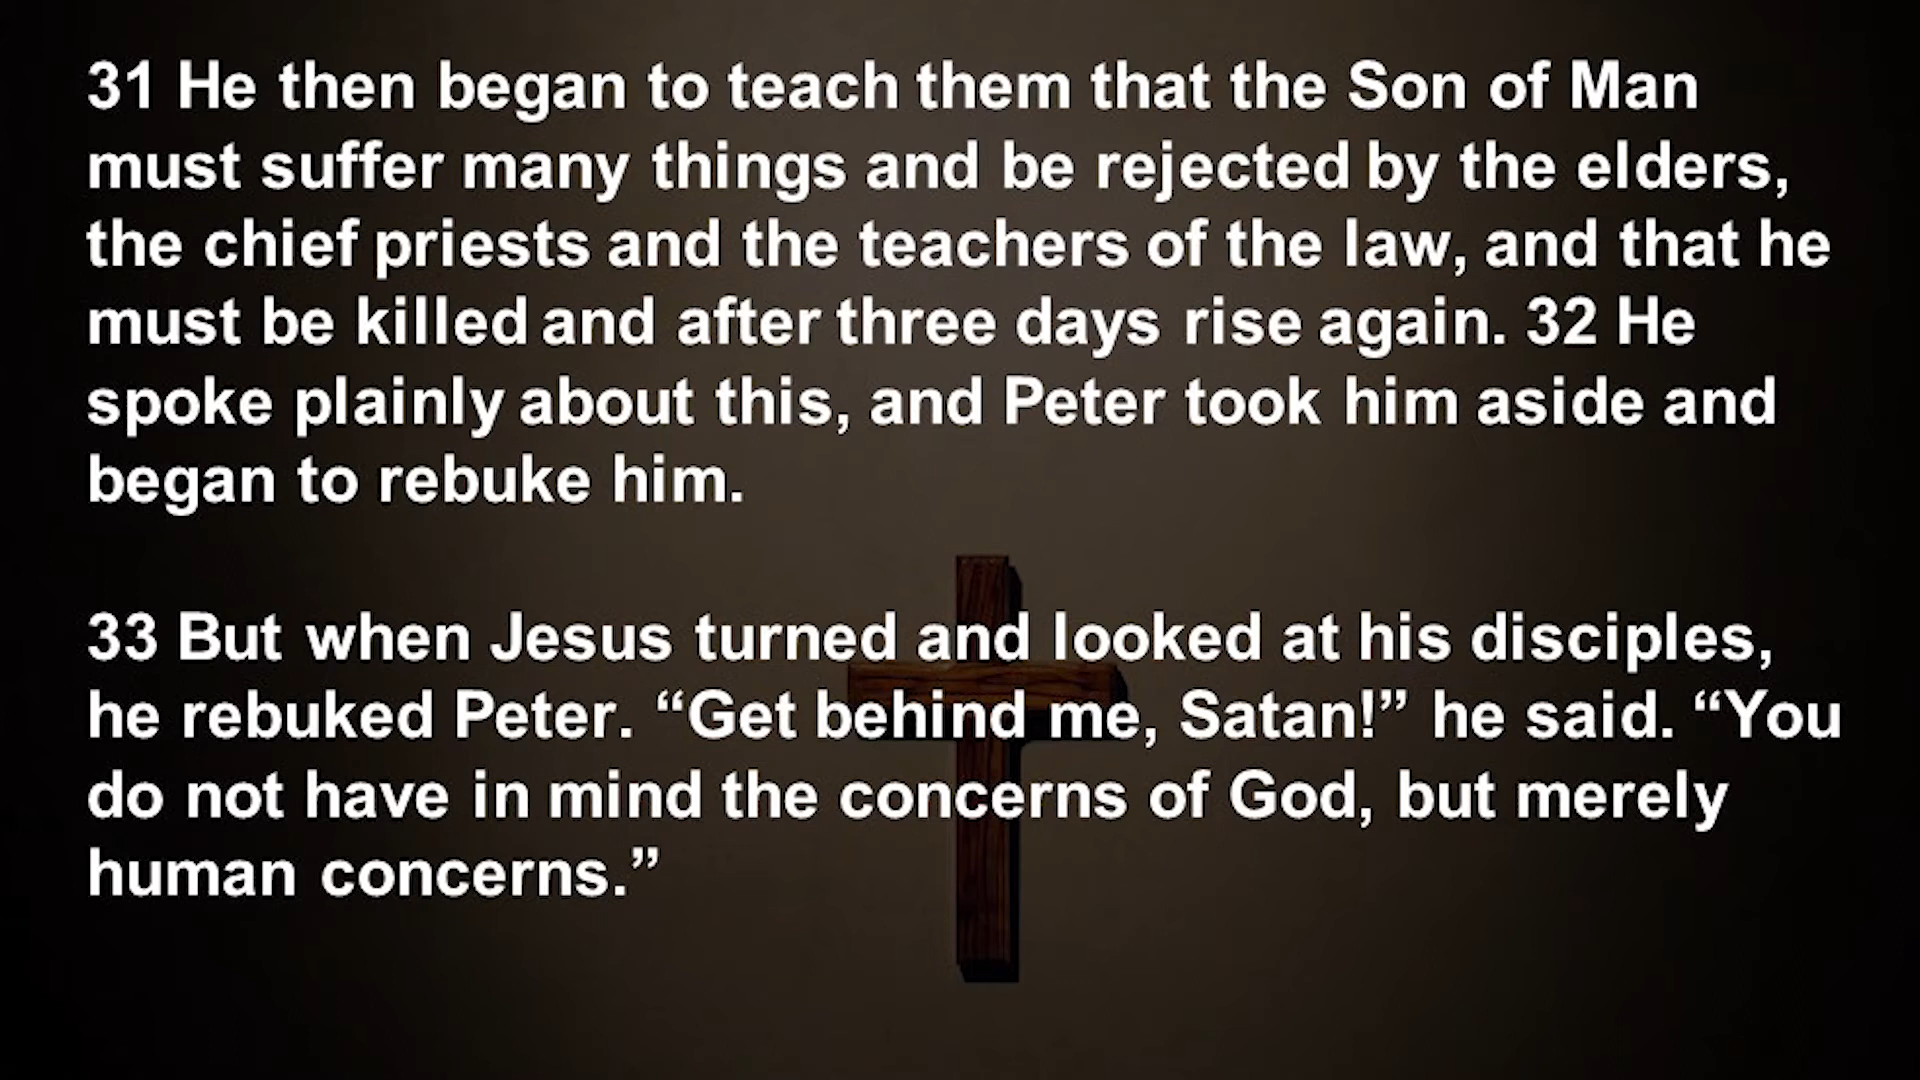 31 He then began to teach them that the Son of Man
must suffer many things and be rejected by the elders,
the chief priests and the teachers of the law, and that he
must be killed and after three days rise again. 32 He
spoke plainly about this, and Peter took him aside and
began to rebuke him.
33 But when Jesus turned and looked at his disciples,
he rebuked Peter. “Get behind me, Satan!” he said. “You
do not have in mind the concerns of God, but merely
human concerns.”